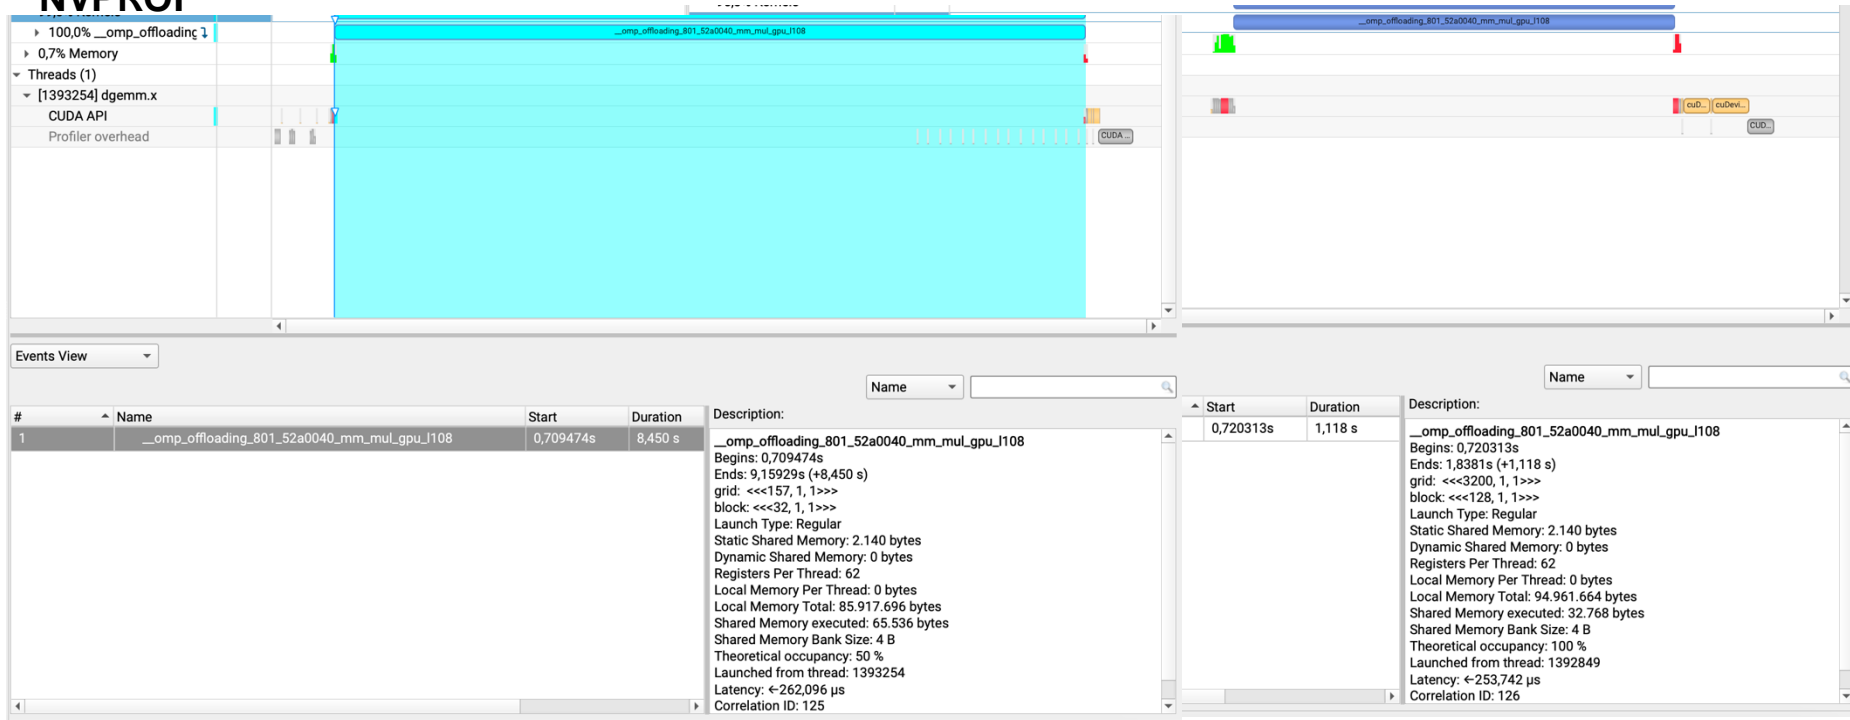 NVPROF
100,0% __omp_offloading
__omp_offloading_801_52a0040_mm_mul_gpu_l108
__omp_offloading_801_52a0040_mm_mul_gpu_l108
0,7% Memory
Threads (1)
[1393254] dgemm.x
CUDA API
cuD...
cuDevi...
Profiler overhead
CUDA ...
CUD...
Events View
Name
#
Name
Start
Duration
1
__omp_offloading_801_52a0040_mm_mul_gpu_l108
0,709474s
8,450 s
Description:
__omp_offloading_801_52a0040_mm_mul_gpu_l108
Begins: 0,709474s
Ends: 9,15929s (+8,450 s)
grid: <<<157, 1, 1>>>
block: <<<32, 1, 1>>>
Launch Type: Regular
Static Shared Memory: 2.140 bytes
Dynamic Shared Memory: 0 bytes
Registers Per Thread: 62
Local Memory Per Thread: 0 bytes
Local Memory Total: 85.917.696 bytes
Shared Memory executed: 65.536 bytes
Shared Memory Bank Size: 4 B
Theoretical occupancy: 50 %
Launched from thread: 1393254
Latency: ←262,096 μs
Correlation ID: 125
Name
Start
Duration
0,720313s
1,118 s
Description:
__omp_offloading_801_52a0040_mm_mul_gpu_l108
Begins: 0,720313s
Ends: 1,8381s (+1,118 s)
grid: <<<3200, 1, 1>>>
block: <<<128, 1, 1>>>
Launch Type: Regular
Static Shared Memory: 2.140 bytes
Dynamic Shared Memory: 0 bytes
Registers Per Thread: 62
Local Memory Per Thread: 0 bytes
Local Memory Total: 94.961.664 bytes
Shared Memory executed: 32.768 bytes
Shared Memory Bank Size: 4 B
Theoretical occupancy: 100 %
Launched from thread: 1392849
Latency: ←253,742 μs
Correlation ID: 126